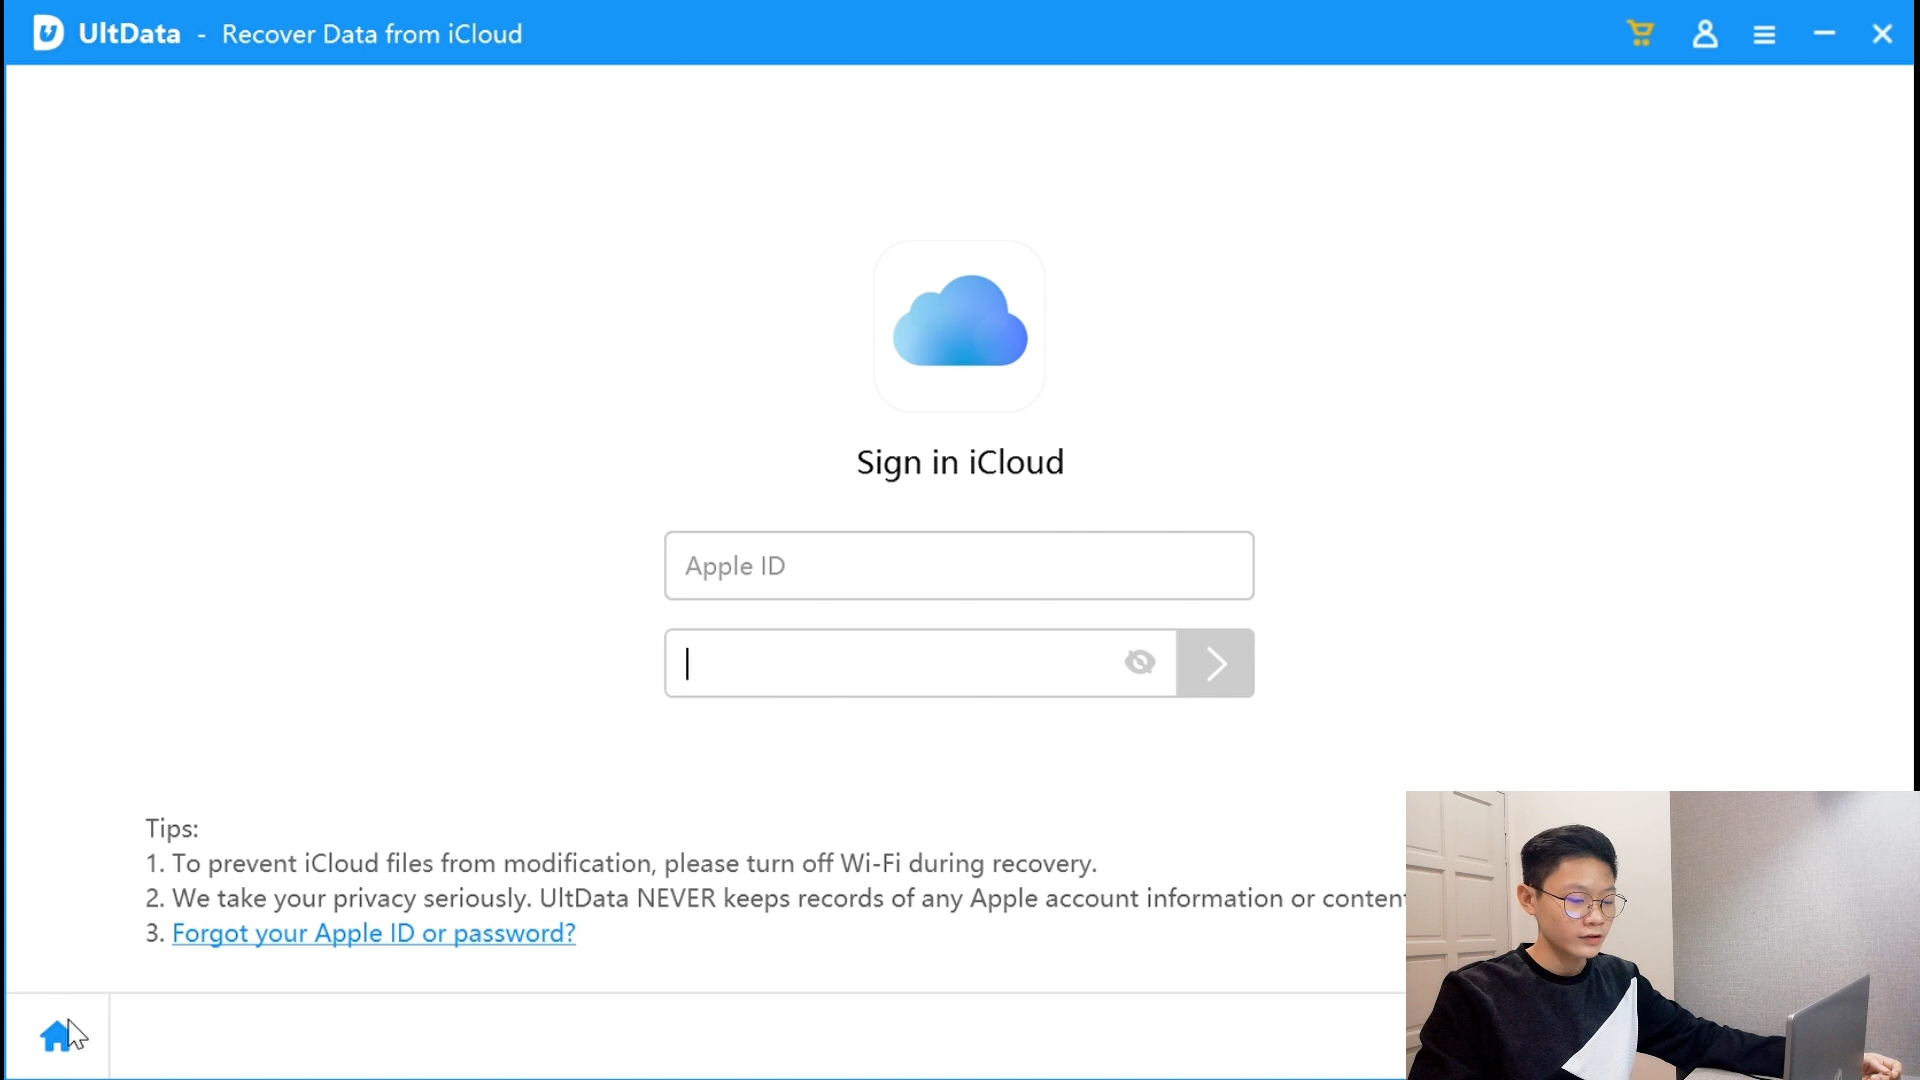 UltData - Recover Data from iCloud
Sign in iCloud
Apple ID
Tips:
1. To prevent iCloud files from modification, please turn off Wi-Fi during recovery.
2. We take your privacy seriously. UltData NEVER keeps records of any Apple account information or conten
3. Forgot your Apple ID or password?